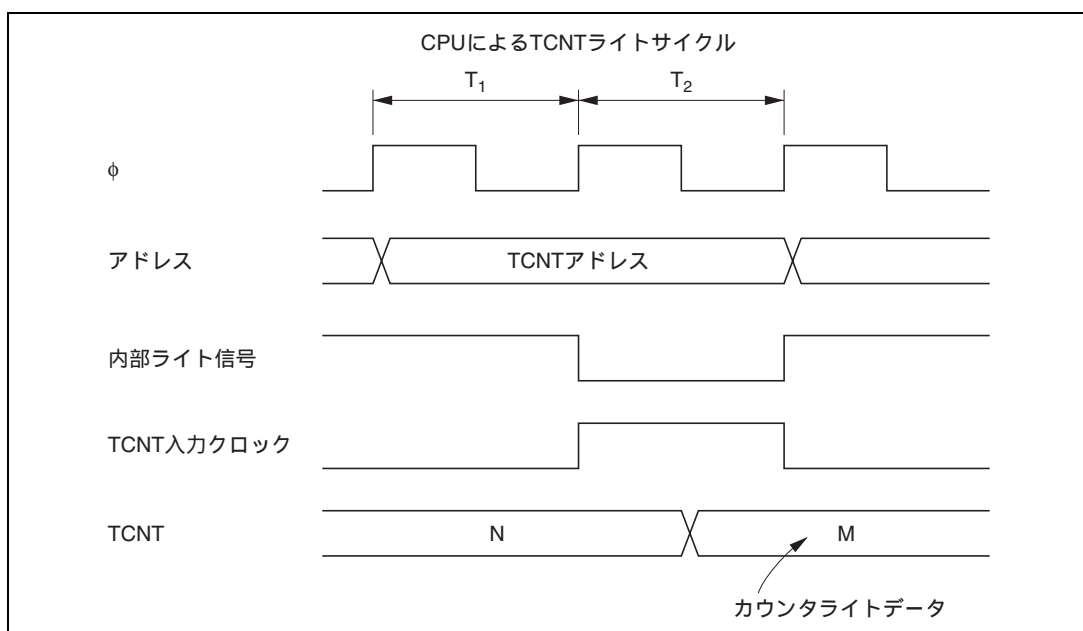 CPUによるTCNTライトサイクル
T₁ T₂
φ
アドレス TCNTアドレス
内部ライト信号
TCNT入力クロック
TCNT N M
カウンタライトデータ